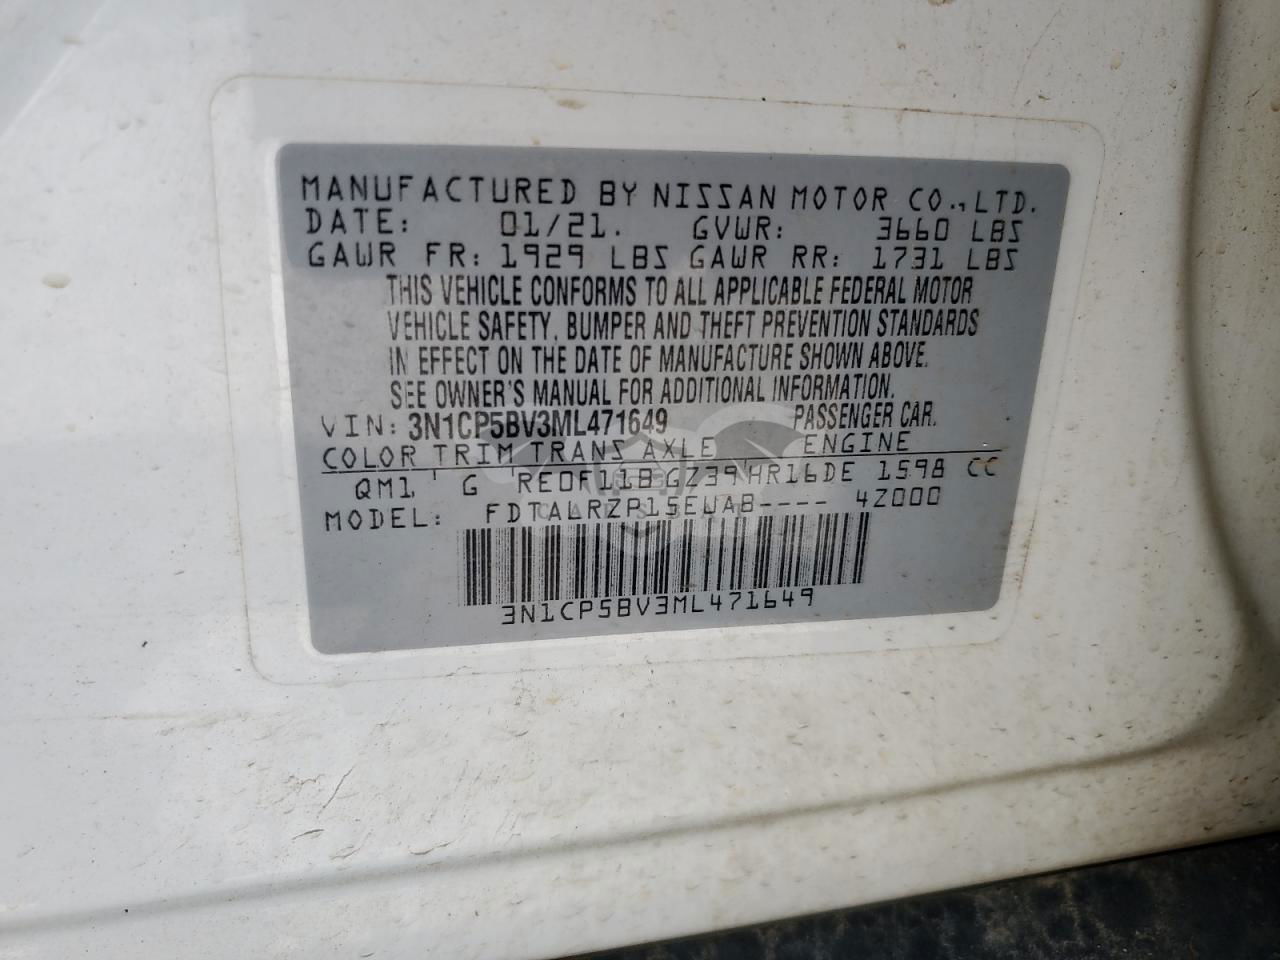 MANUFACTURED BY NISSAN MOTOR CO., LTD.
DATE: 01/21. GVWR: 3660 LBS
GAWR FR: 1929 LBS GAWR RR: 1731 LBS
THIS VEHICLE CONFORMS TO ALL APPLICABLE FEDERAL MOTOR
VEHICLE SAFETY, BUMPER AND THEFT PREVENTION STANDARDS
IN EFFECT ON THE DATE OF MANUFACTURE SHOWN ABOVE.
SEE OWNER'S MANUAL FOR ADDITIONAL INFORMATION.
VIN: 3N1CP5BV3ML471649 PASSENGER CAR.
COLOR TRIM TRANS AXLE ENGINE
QM1 G RE0F11B GZ39 HR16DE 1598 CC
MODEL: FDTALRZP15EUAB---- 4Z000
3N1CP5BV3ML471649